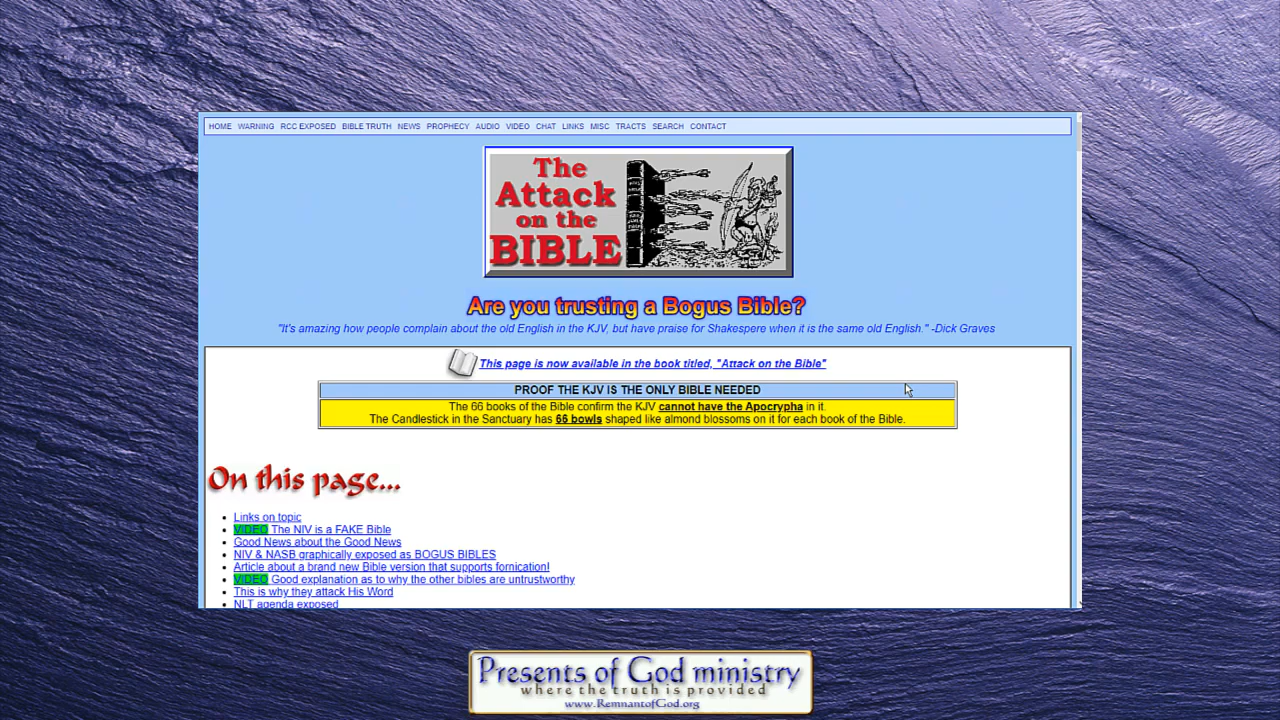 HOME WARNING RCC EXPOSED BIBLE TRUTH NEWS PROPHECY AUDIO VIDEO CHAT LINKS MISC TRACTS SEARCH CONTACT
The
Attack
on the
BIBLE
Are you trusting a Bogus Bible?
"It's amazing how people complain about the old English in the KJV, but have praise for Shakespere when it is the same old English." -Dick Graves
This page is now available in the book titled, "Attack on the Bible"
PROOF THE KJV IS THE ONLY BIBLE NEEDED
The 66 books of the Bible confirm the KJV cannot have the Apocrypha in it.
The Candlestick in the Sanctuary has 66 bowls shaped like almond blossoms on it for each book of the Bible.
On this page...
Links on topic
VIDEO The NIV is a FAKE Bible
Good News about the Good News
NIV & NASB graphically exposed as BOGUS BIBLES
Article about a brand new Bible version that supports fornication!
VIDEO Good explanation as to why the other bibles are untrustworthy
This is why they attack His Word
NLT agenda exposed
Presents of God ministry
where the truth is provided
www.RemnantofGod.org